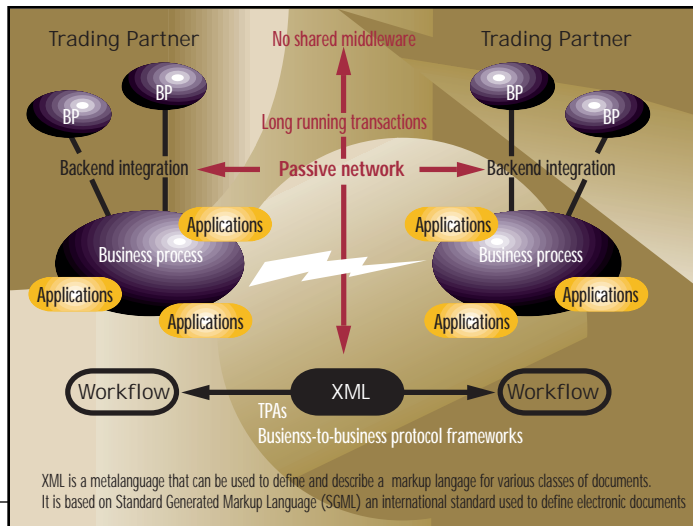 Trading Partner
No shared middleware
Trading Partner
BP
BP
BP
BP
Long running transactions
Backend integration
Passive network
Backend integration
Applications
Applications
Business process
Business process
Applications
Applications
Applications
Applications
Workflow
XML
Workflow
TPAs
Busienss-to-business protocol frameworks
XML is a metalanguage that can be used to define and describe a markup langage for various classes of documents.
It is based on Standard Generated Markup Language (SGML) an international standard used to define electronic documents